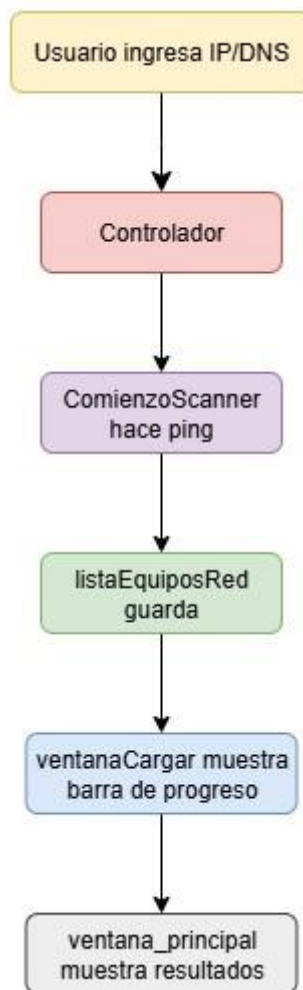 Usuario ingresa IP/DNS
Controlador
ComienzoScanner
hace ping
listaEquiposRed
guarda
ventanaCargar muestra
barra de progreso
ventana_principal
muestra resultados